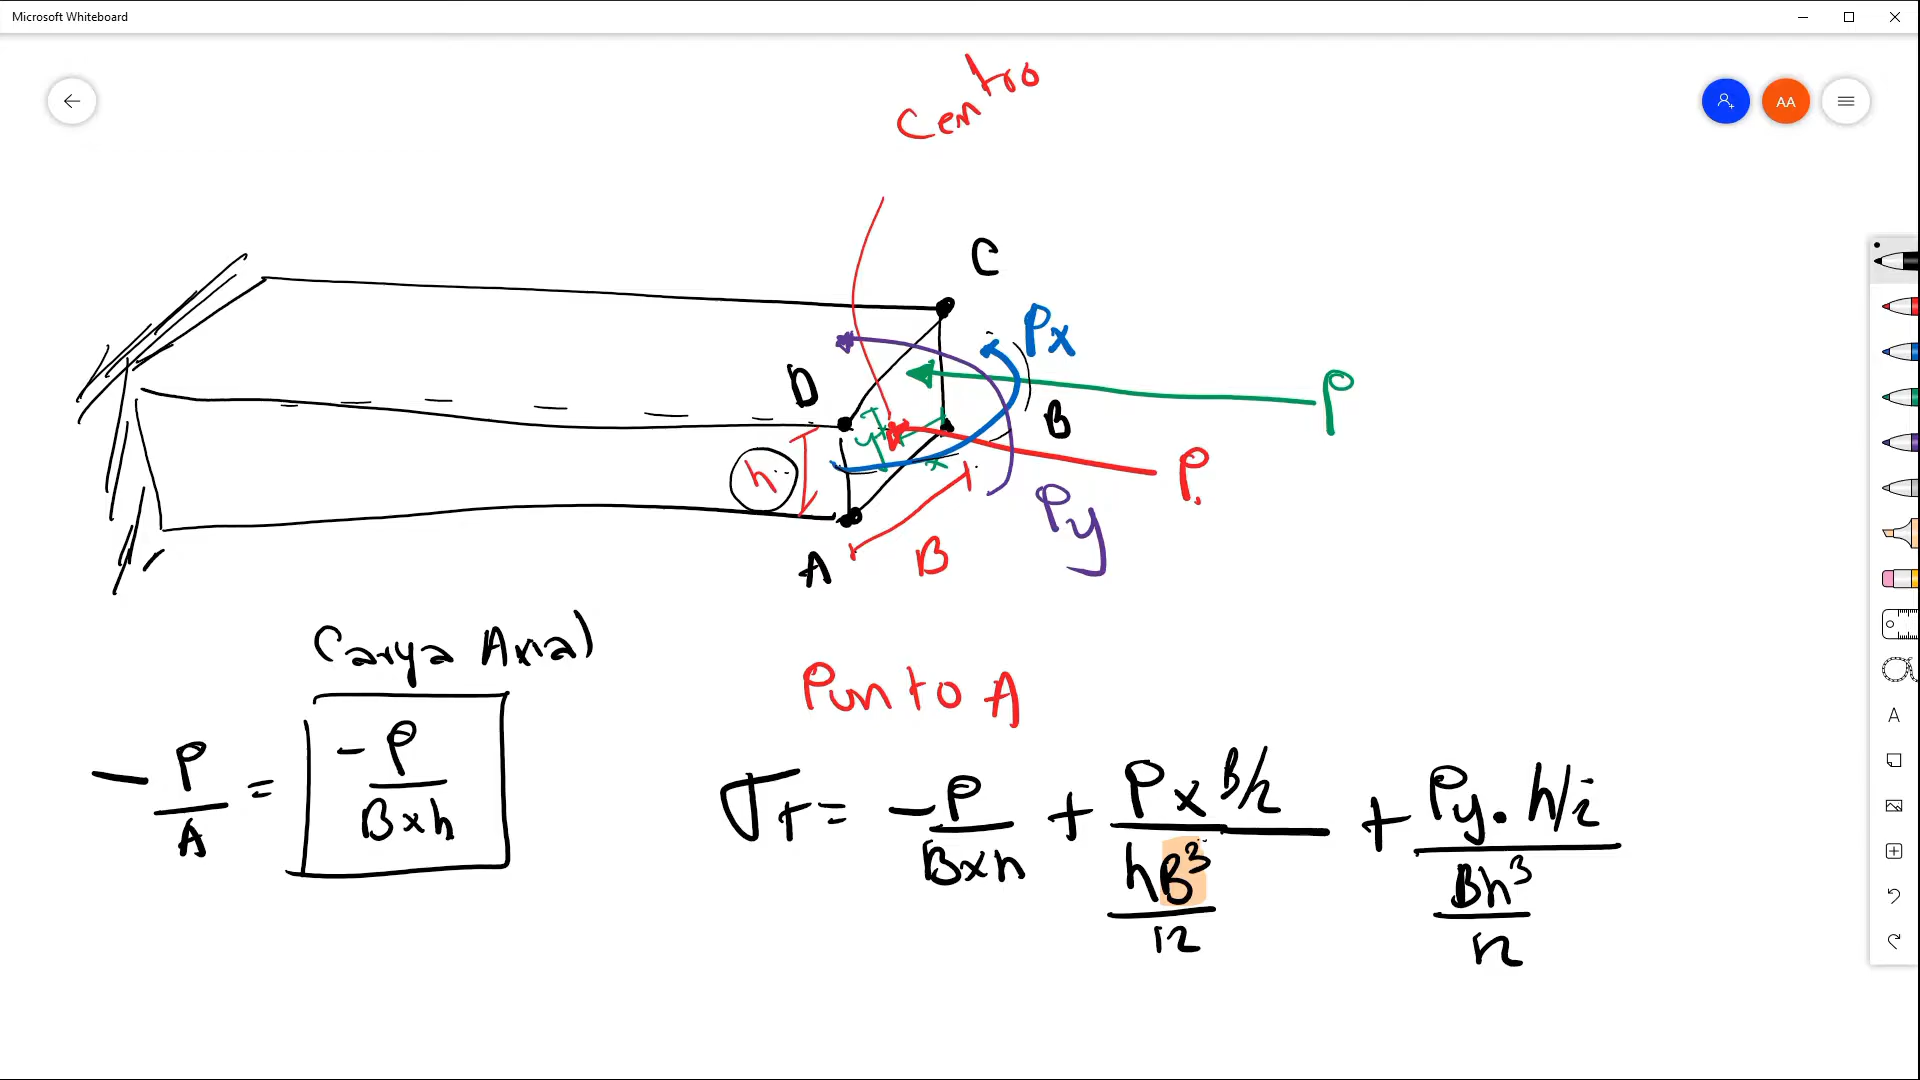 Microsoft Whiteboard
Centro
AA
C
Px
D
P
B
y
x
h
P.
Py
A
B
Carga Axial
Punto A
- P/A = -P/Bxh
σT = -P/Bxh + Px B/2 / hB³/12 + Py . h/2 / Bh³/12
A